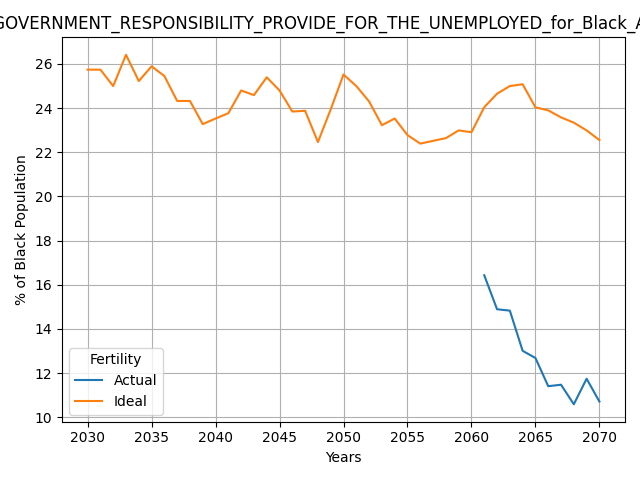 GOVERNMENT_RESPONSIBILITY_PROVIDE_FOR_THE_UNEMPLOYED_for_Black_A
26
24
22
20
18
16
14
12
10
% of Black Population
Fertility
Actual
Ideal
2030 2035 2040 2045 2050 2055 2060 2065 2070
Years